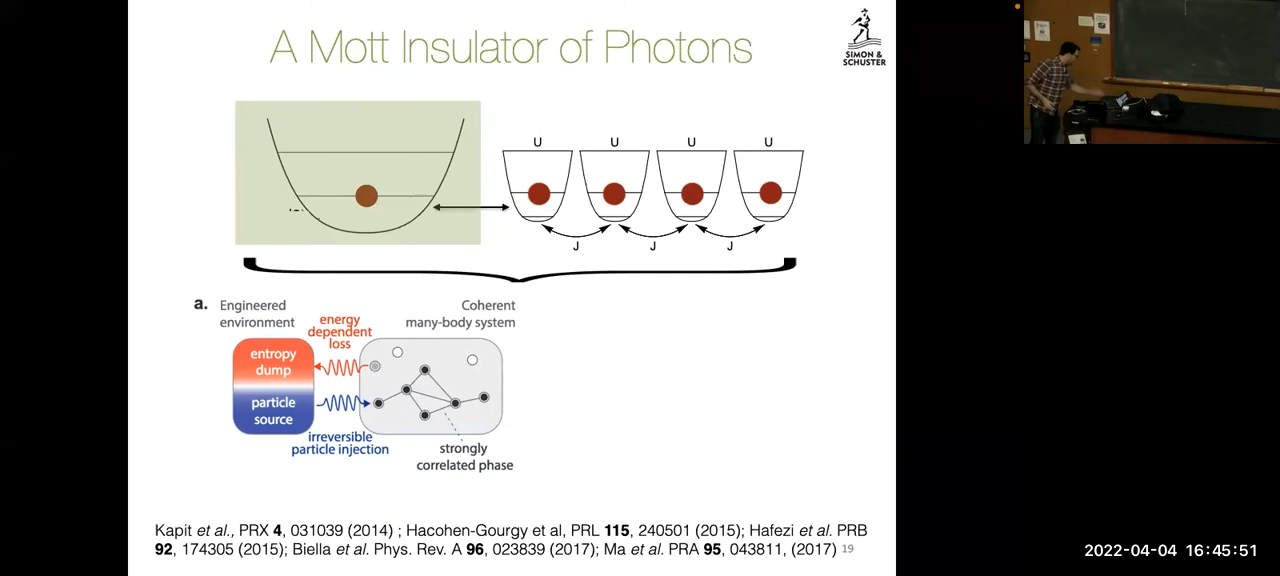 A Mott Insulator of Photons
SIMON &
SCHUSTER
U U U U
J J J
a. Engineered
environment
energy
dependent
loss
Coherent
many-body system
entropy
dump
particle
source
irreversible
particle injection
strongly
correlated phase
Kapit et al., PRX 4, 031039 (2014) ; Hacohen-Gourgy et al, PRL 115, 240501 (2015); Hafezi et al. PRB
92, 174305 (2015); Biella et al. Phys. Rev. A 96, 023839 (2017); Ma et al. PRA 95, 043811, (2017) 19
2022-04-04 16:45:51